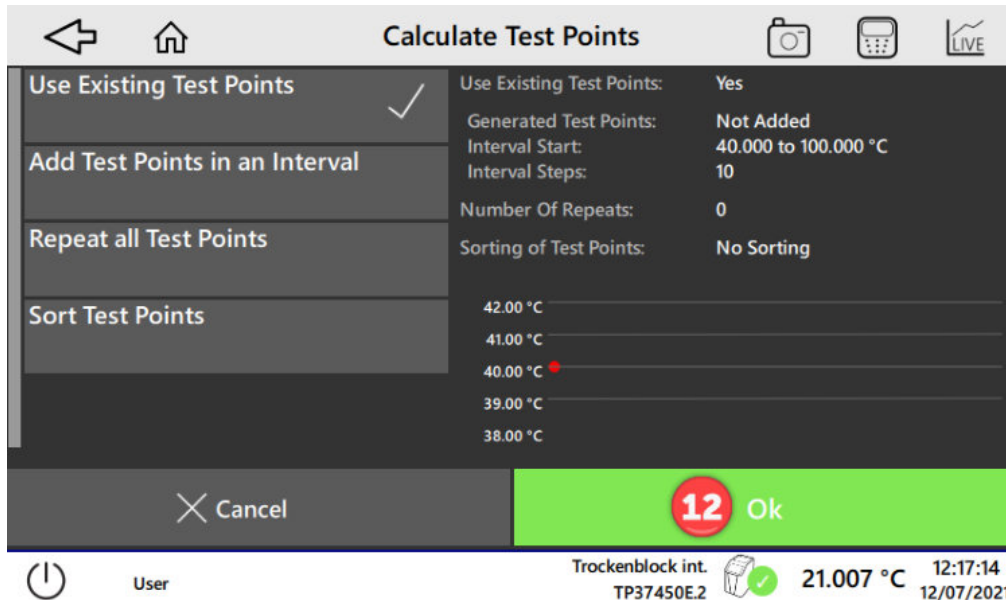 Calculate Test Points
LIVE
Use Existing Test Points
Add Test Points in an Interval
Repeat all Test Points
Sort Test Points
Use Existing Test Points: Yes
Generated Test Points: Not Added
Interval Start: 40.000 to 100.000 °C
Interval Steps: 10
Number Of Repeats: 0
Sorting of Test Points: No Sorting
42.00 °C
41.00 °C
40.00 °C
39.00 °C
38.00 °C
Cancel
12 Ok
User
Trockenblock int.
TP37450E.2
21.007 °C
12:17:14
12/07/2021